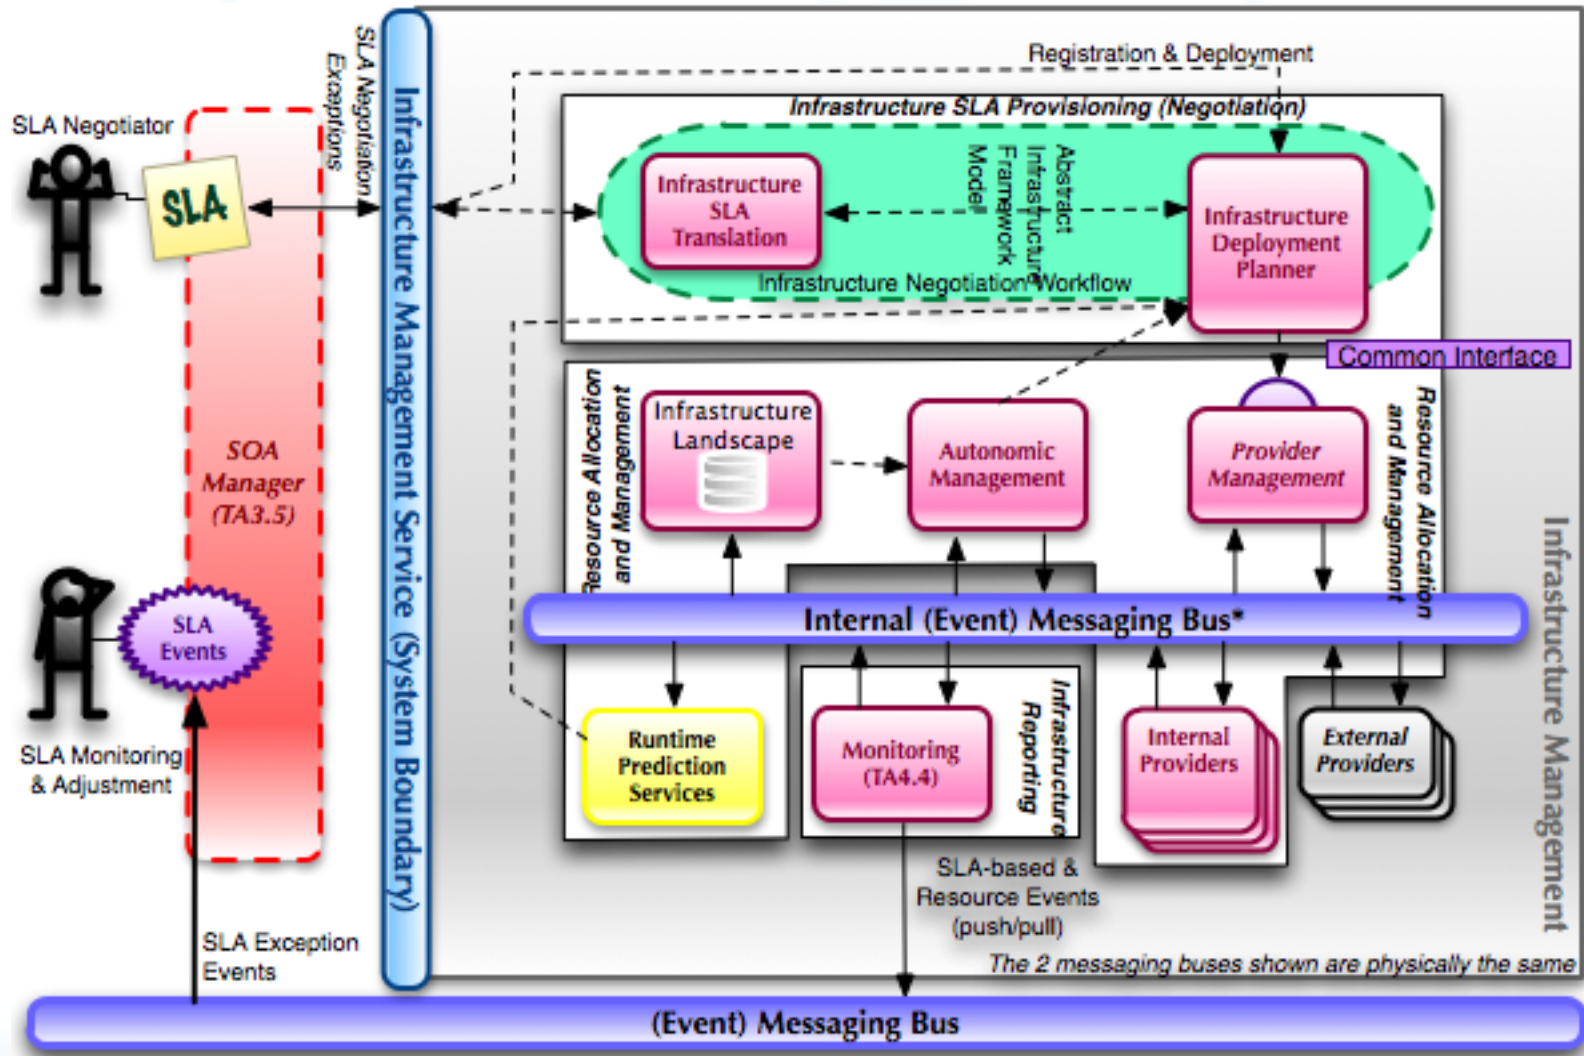 Registration & Deployment
SLA Negotiation
Exceptions
Infrastructure SLA Provisioning (Negotiation)
SLA Negotiator
SLA
Infrastructure
SLA
Translation
Abstract
Infrastructure
Framework
Model
Infrastructure
Deployment
Planner
Infrastructure Negotiation Workflow
Common Interface
Infrastructure Management Service (System Boundary)
SOA
Manager
(TA3.5)
Resource Allocation
and Management
Infrastructure
Landscape
Autonomic
Management
Provider
Management
Resource Allocation
and Management
Infrastructure Management
Internal (Event) Messaging Bus*
SLA
Events
SLA Monitoring
& Adjustment
Runtime
Prediction
Services
Monitoring
(TA4.4)
Infrastructure
Reporting
Internal
Providers
External
Providers
SLA-based &
Resource Events
(push/pull)
SLA Exception
Events
The 2 messaging buses shown are physically the same
(Event) Messaging Bus